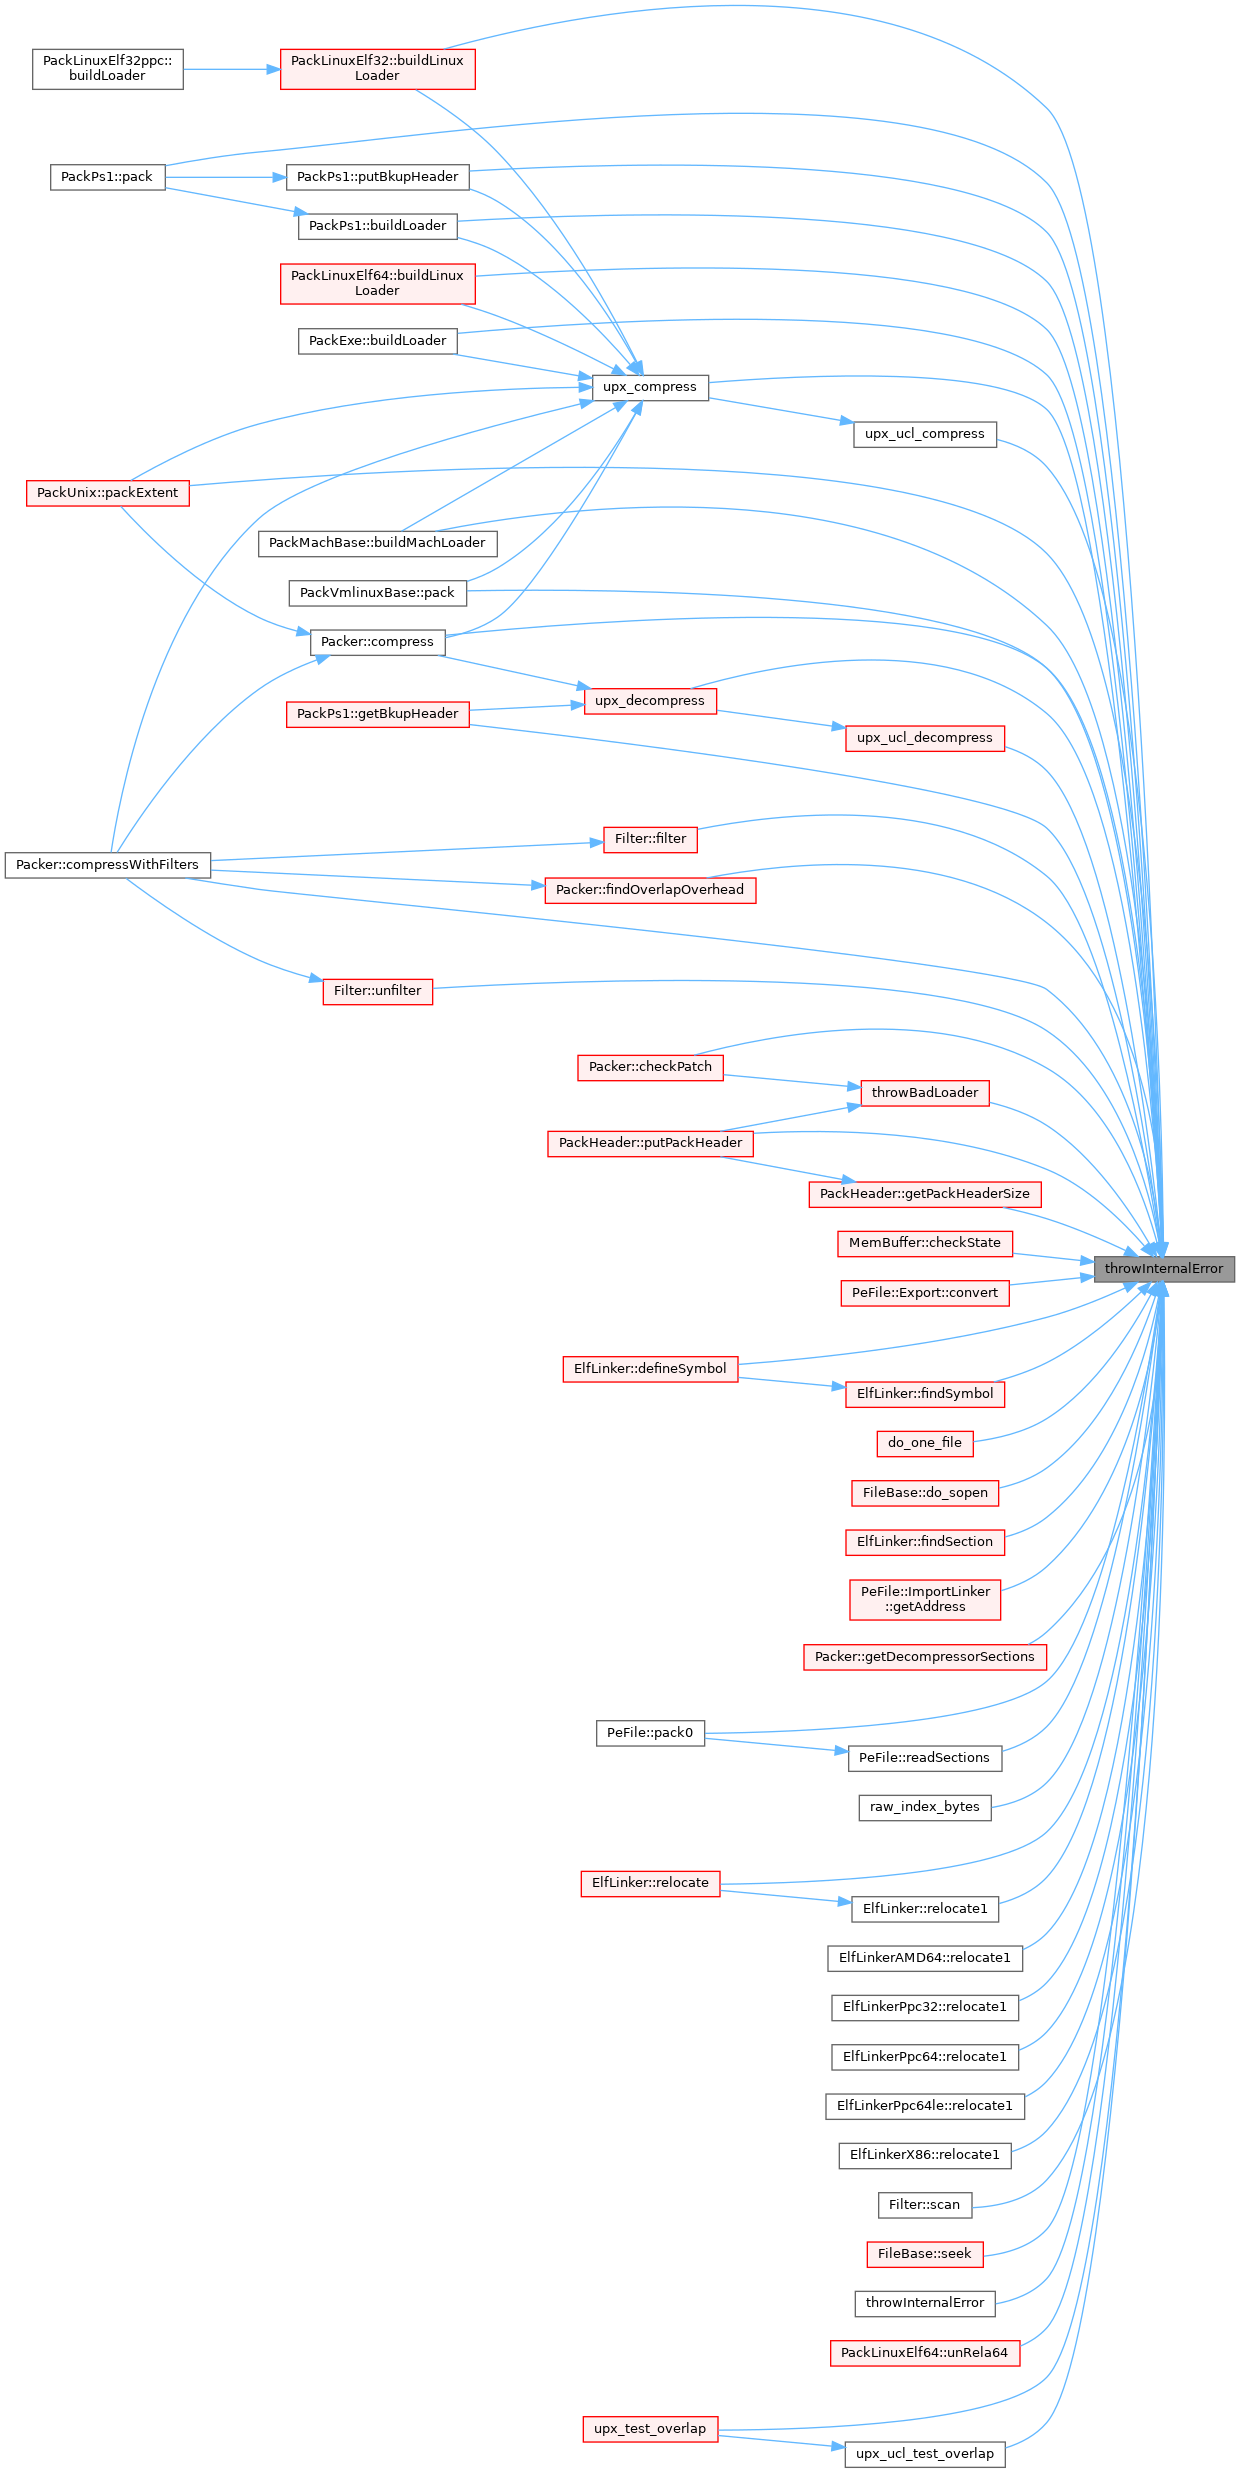 PackLinuxElf32ppc::
buildLoader
PackLinuxElf32::buildLinux
Loader
PackPs1::pack
PackPs1::putBkupHeader
PackPs1::buildLoader
PackLinuxElf64::buildLinux
Loader
PackExe::buildLoader
upx_compress
upx_ucl_compress
PackUnix::packExtent
PackMachBase::buildMachLoader
PackVmlinuxBase::pack
Packer::compress
upx_decompress
PackPs1::getBkupHeader
upx_ucl_decompress
Filter::filter
Packer::compressWithFilters
Packer::findOverlapOverhead
Filter::unfilter
Packer::checkPatch
throwBadLoader
PackHeader::putPackHeader
PackHeader::getPackHeaderSize
MemBuffer::checkState
throwInternalError
PeFile::Export::convert
ElfLinker::defineSymbol
ElfLinker::findSymbol
do_one_file
FileBase::do_sopen
ElfLinker::findSection
PeFile::ImportLinker
::getAddress
Packer::getDecompressorSections
PeFile::pack0
PeFile::readSections
raw_index_bytes
ElfLinker::relocate
ElfLinker::relocate1
ElfLinkerAMD64::relocate1
ElfLinkerPpc32::relocate1
ElfLinkerPpc64::relocate1
ElfLinkerPpc64le::relocate1
ElfLinkerX86::relocate1
Filter::scan
FileBase::seek
throwInternalError
PackLinuxElf64::unRela64
upx_test_overlap
upx_ucl_test_overlap